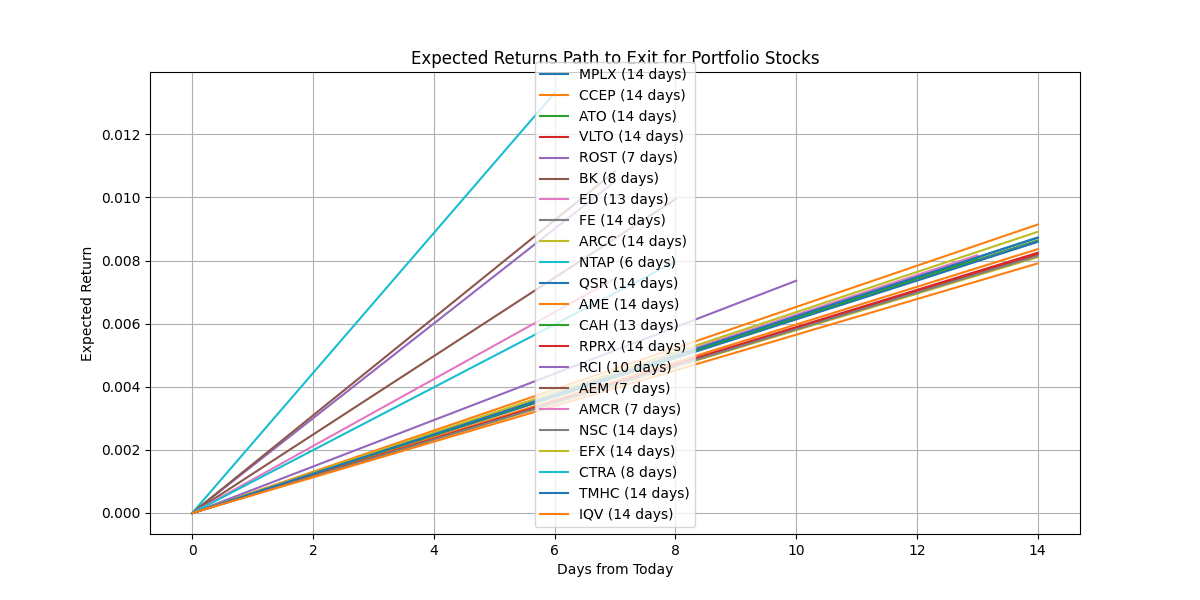 Expected Returns Path to Exit for Portfolio Stocks
MPLX (14 days)
CCEP (14 days)
ATO (14 days)
VLTO (14 days)
ROST (7 days)
BK (8 days)
ED (13 days)
FE (14 days)
ARCC (14 days)
NTAP (6 days)
QSR (14 days)
AME (14 days)
CAH (13 days)
RPRX (14 days)
RCI (10 days)
AEM (7 days)
AMCR (7 days)
NSC (14 days)
EFX (14 days)
CTRA (8 days)
TMHC (14 days)
IQV (14 days)
Expected Return
0.012
0.010
0.008
0.006
0.004
0.002
0.000
0 2 4 6 8 10 12 14
Days from Today